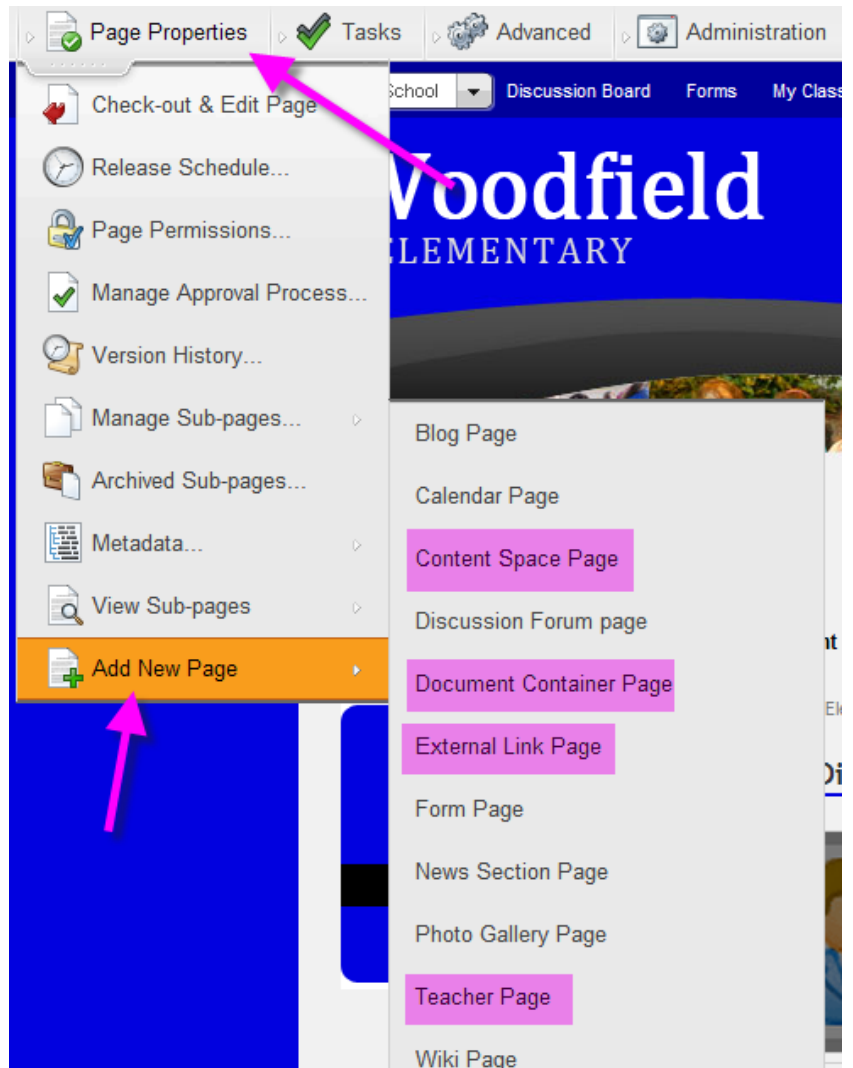 Page Properties Tasks Advanced Administration
School Discussion Board Forms My Class
Check-out & Edit Page
Release Schedule...
Woodfield
Page Permissions...
ELEMENTARY
Manage Approval Process...
Version History...
Manage Sub-pages...
Blog Page
Archived Sub-pages...
Calendar Page
Metadata...
Content Space Page
View Sub-pages
Discussion Forum page
Add New Page
Document Container Page
External Link Page
Form Page
News Section Page
Photo Gallery Page
Teacher Page
Wiki Page